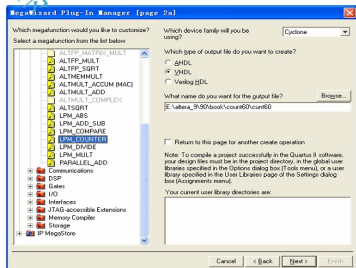 MegaWizard Plug-In Manager [page 2a]
Which megafunction would you like to customize?
Select a megafunction from the list below
ALTFP_MATRIX_MULT
ALTFP_MULT
ALTFP_SQRT
ALTMEMMULT
ALTMULT_ACCUM (MAC)
ALTMULT_ADD
ALTMULT_COMPLEX
ALTSQRT
LPM_ABS
LPM_ADD_SUB
LPM_COMPARE
LPM_COUNTER
LPM_DIVIDE
LPM_MULT
PARALLEL_ADD
Communications
DSP
Gates
I/O
Interfaces
JTAG-accessible Extensions
Memory Compiler
Storage
IP MegaStore
Which device family will you be using?
Cyclone
Which type of output file do you want to create?
AHDL
VHDL
Verilog HDL
What name do you want for the output file?
Browse...
E:\altera_9\90\book\count60\cunt60
Return to this page for another create operation
Note: To compile a project successfully in the Quartus II software,
your design files must be in the project directory, in the global user
libraries specified in the Options dialog box (Tools menu), or a user
library specified in the User Libraries page of the Settings dialog
box (Assignments menu).
Your current user library directories are:
Cancel
< Back
Next >
Finish